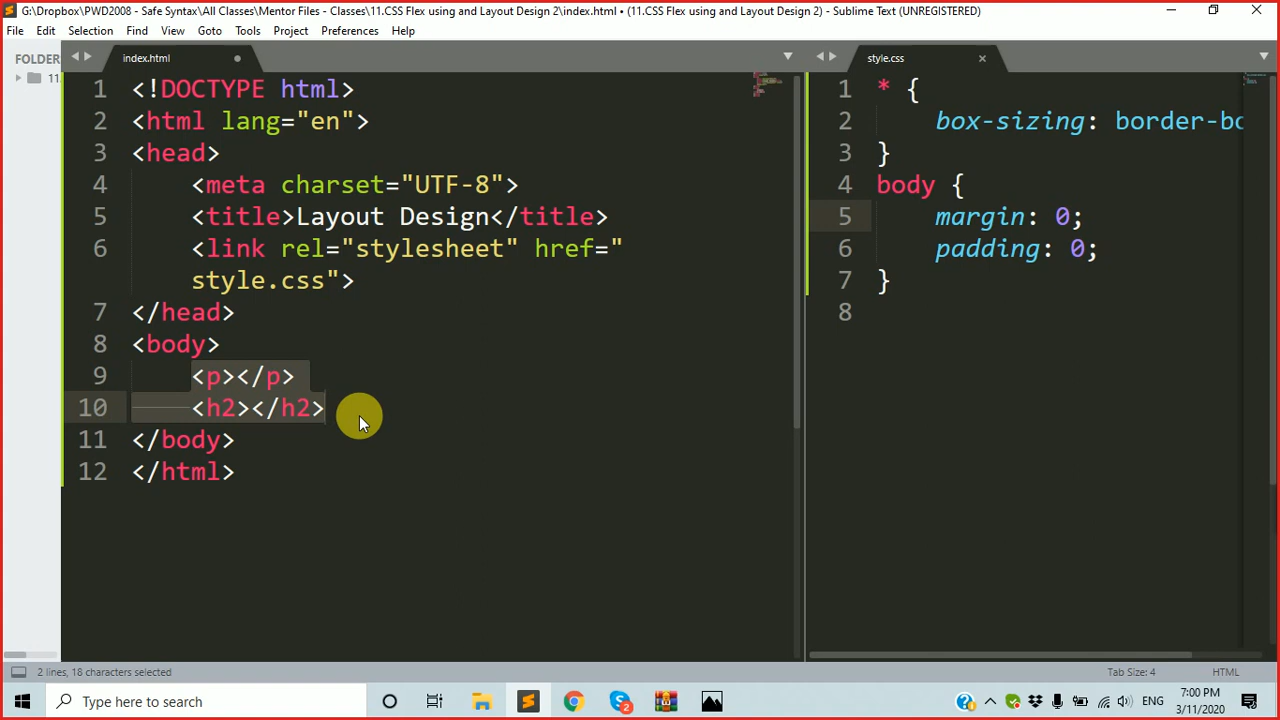 G:\Dropbox\PWD2008 - Safe Syntax\All Classes\Mentor Files - Classes\11.CSS Flex using and Layout Design 2\index.html • (11.CSS Flex using and Layout Design 2) - Sublime Text (UNREGISTERED)
File Edit Selection Find View Goto Tools Project Preferences Help
FOLDER
11
index.html
1 <!DOCTYPE html>
2 <html lang="en">
3 <head>
4 <meta charset="UTF-8">
5 <title>Layout Design</title>
6 <link rel="stylesheet" href="
style.css">
7 </head>
8 <body>
9 <p></p>
10 <h2></h2>
11 </body>
12 </html>
style.css
1 * {
2 box-sizing: border-bo
3 }
4 body {
5 margin: 0;
6 padding: 0;
7 }
8
2 lines, 18 characters selected
Tab Size: 4
HTML
Type here to search
2
ENG
7:00 PM
3/11/2020